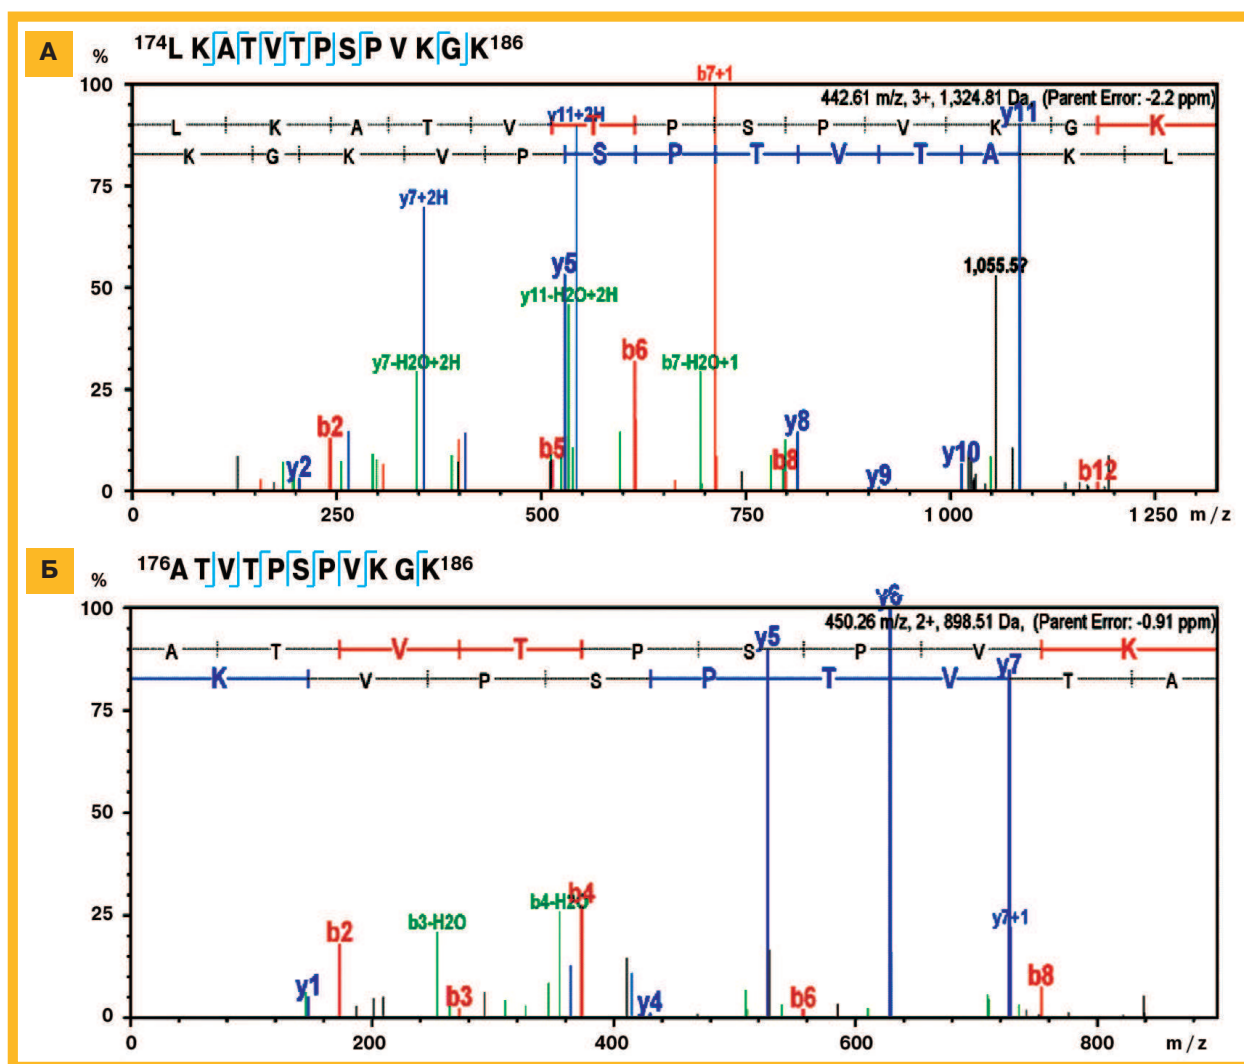 А
174L KATVTPSPVKGK186
%
100
b7+1
442.61 m/z, 3+, 1,324.81 Da, (Parent Error: -2.2 ppm)
y11+2H
y11
L K A T V T P S P V K G K
K G K V P S P T V T A K L
75
y7+2H
y5
1,055.5?
50
y11-H2O+2H
y7-H2O+2H
b6
b7-H2O+1
25
b2
y2
b5
b8
y8
y9
y10
b12
0
0 250 500 750 1 000 1 250 m / z
Б
176A TVTPSPVK GK186
%
100
y6
450.26 m/z, 2+, 898.51 Da, (Parent Error: -0.91 ppm)
y5
A T V T P S P V K
y7
K V P S P T V T A
75
50
25
b4-H2O
b4
b3-H2O
b2
y7+1
y1
b3
y4
b6
b8
0
0 200 400 600 800 m / z